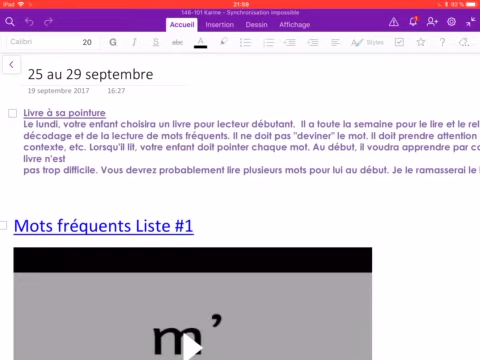 iPad
21:59
92 %
14B-101 Karine - Synchronisation impossible
Accueil Insertion Dessin Affichage
Calibri 20 G I S abc A Styles
25 au 29 septembre
19 septembre 2017 16:27
Livre à sa pointure
Le lundi, votre enfant choisira un livre pour lecteur débutant. Il a toute la semaine pour le lire et le rel
décodage et de la lecture de mots fréquents. Il ne doit pas "deviner" le mot. Il doit prendre attention
contexte, etc. Lorsqu'il lit, votre enfant doit pointer chaque mot. Au début, il voudra apprendre par c
livre n'est
pas trop difficile. Vous devrez probablement lire plusieurs mots pour lui au début. Je le ramasserai le
Mots fréquents Liste #1
m'